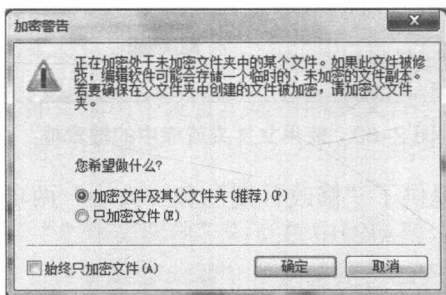 加密警告
正在加密处于未加密文件夹中的某个文件。如果此文件被修
改，编辑软件可能会存储一个临时的、未加密的文件副本。
若要确保在父文件夹中创建的文件被加密，请加密父文件
夹。
您希望做什么?
加密文件及其父文件夹(推荐)(P)
只加密文件(E)
始终只加密文件(A)
确定
取消